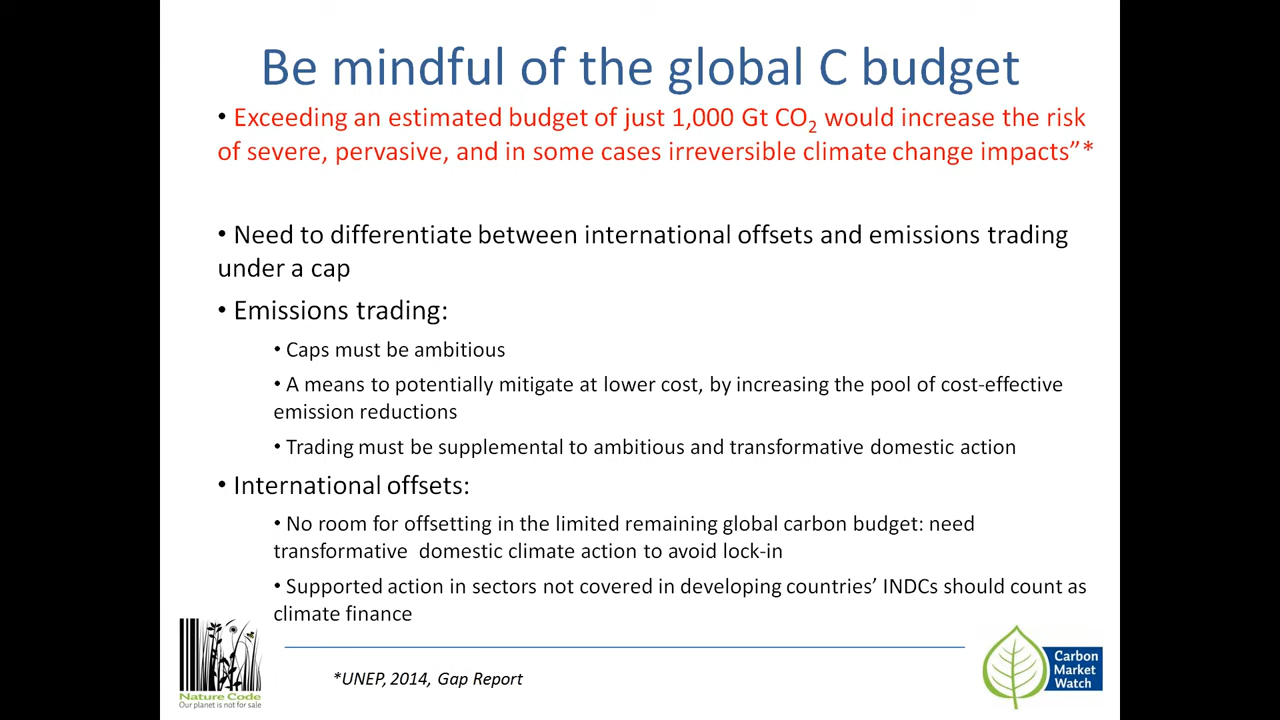 Be mindful of the global C budget
• Exceeding an estimated budget of just 1,000 Gt CO₂ would increase the risk
of severe, pervasive, and in some cases irreversible climate change impacts”*
• Need to differentiate between international offsets and emissions trading
under a cap
• Emissions trading:
• Caps must be ambitious
• A means to potentially mitigate at lower cost, by increasing the pool of cost-effective
emission reductions
• Trading must be supplemental to ambitious and transformative domestic action
• International offsets:
• No room for offsetting in the limited remaining global carbon budget: need
transformative domestic climate action to avoid lock-in
• Supported action in sectors not covered in developing countries’ INDCs should count as
climate finance
Nature Code
Our planet is not for sale
*UNEP, 2014, Gap Report
Carbon
Market
Watch